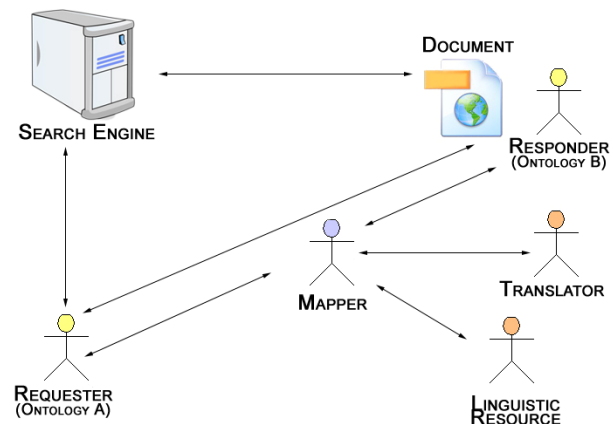 DOCUMENT
SEARCH ENGINE
RESPONDER
(ONTOLOGY B)
MAPPER
TRANSLATOR
REQUESTER
(ONTOLOGY A)
LINGUISTIC
RESOURCE